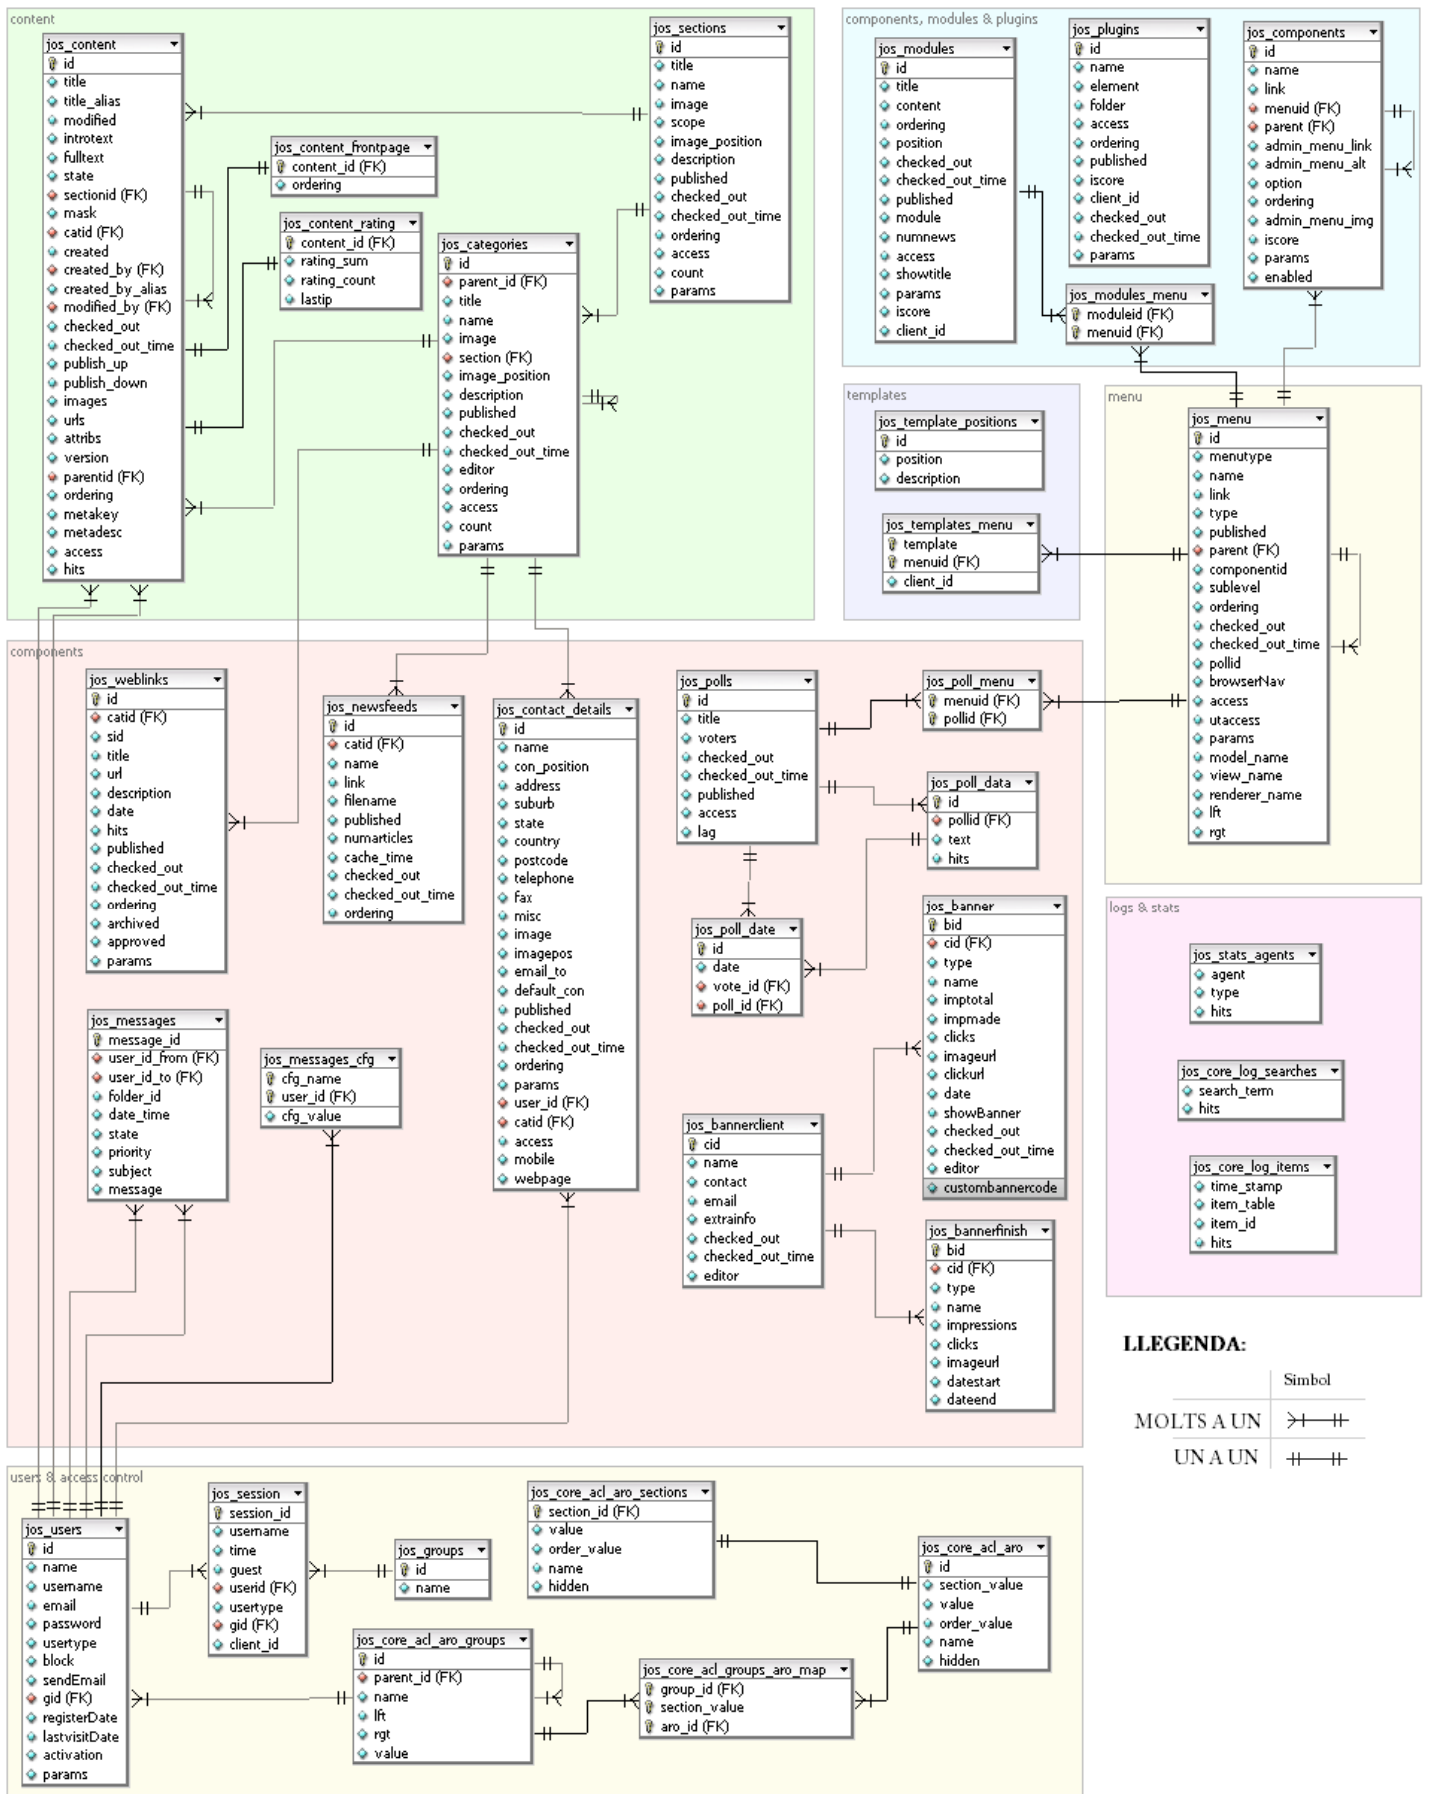 content
jos_content
id
title
title_alias
modified
introtext
fulltext
state
sectionid (FK)
mask
catid (FK)
created
created_by (FK)
created_by_alias
modified_by (FK)
checked_out
checked_out_time
publish_up
publish_down
images
urls
attribs
version
parentid (FK)
ordering
metakey
metadesc
access
hits
jos_content_frontpage
content_id (FK)
ordering
jos_content_rating
content_id (FK)
rating_sum
rating_count
lastip
jos_categories
id
parent_id (FK)
title
name
image
section (FK)
image_position
description
published
checked_out
checked_out_time
editor
ordering
access
count
params
jos_sections
id
title
name
image
scope
image_position
description
published
checked_out
checked_out_time
ordering
access
count
params
components, modules & plugins
jos_modules
id
title
content
ordering
position
checked_out
checked_out_time
published
module
numnews
access
showtitle
params
iscore
client_id
jos_plugins
id
name
element
folder
access
ordering
published
iscore
client_id
checked_out
checked_out_time
params
jos_modules_menu
moduleid (FK)
menuid (FK)
jos_components
id
name
link
menuid (FK)
parent (FK)
admin_menu_link
admin_menu_alt
option
ordering
admin_menu_img
iscore
params
enabled
templates
jos_template_positions
id
position
description
jos_templates_menu
template
menuid (FK)
client_id
menu
jos_menu
id
menutype
name
link
type
published
parent (FK)
componentid
sublevel
ordering
checked_out
checked_out_time
pollid
browserNav
access
utaccess
params
model_name
view_name
renderer_name
lft
rgt
components
jos_weblinks
id
catid (FK)
sid
title
url
description
date
hits
published
checked_out
checked_out_time
ordering
archived
approved
params
jos_newsfeeds
id
catid (FK)
name
link
filename
published
numarticles
cache_time
checked_out
checked_out_time
ordering
jos_contact_details
id
name
con_position
address
suburb
state
country
postcode
telephone
fax
misc
image
imagepos
email_to
default_con
published
checked_out
checked_out_time
ordering
params
user_id (FK)
catid (FK)
access
mobile
webpage
jos_polls
id
title
voters
checked_out
checked_out_time
published
access
lag
jos_poll_menu
menuid (FK)
pollid (FK)
jos_poll_data
id
pollid (FK)
text
hits
jos_poll_date
id
date
vote_id (FK)
poll_id (FK)
jos_banner
bid
cid (FK)
type
name
imptotal
impmade
clicks
imageurl
clickurl
date
showBanner
checked_out
checked_out_time
editor
custombannercode
jos_messages
message_id
user_id_from (FK)
user_id_to (FK)
folder_id
date_time
state
priority
subject
message
jos_messages_cfg
cfg_name
user_id (FK)
cfg_value
jos_bannerclient
cid
name
contact
email
extrainfo
checked_out
checked_out_time
editor
jos_bannerfinish
bid
cid (FK)
type
name
impressions
clicks
imageurl
datestart
dateend
logs & stats
jos_stats_agents
agent
type
hits
jos_core_log_searches
search_term
hits
jos_core_log_items
time_stamp
item_table
item_id
hits
LLEGENDA:
Simbol
MOLTS A UN
UN A UN
users & access control
jos_users
id
name
username
email
password
usertype
block
sendEmail
gid (FK)
registerDate
lastvisitDate
activation
params
jos_session
session_id
username
time
guest
userid (FK)
usertype
gid (FK)
client_id
jos_groups
id
name
jos_core_acl_aro_sections
section_id (FK)
value
order_value
name
hidden
jos_core_acl_aro
id
section_value
value
order_value
name
hidden
jos_core_acl_aro_groups
id
parent_id (FK)
name
lft
rgt
value
jos_core_acl_groups_aro_map
group_id (FK)
section_value
aro_id (FK)